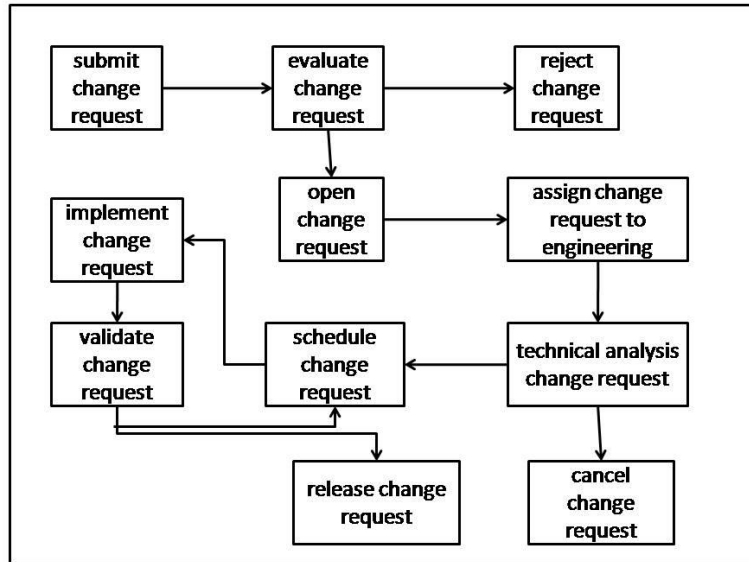 submit
change
request
evaluate
change
request
reject
change
request
open
change
request
assign change
request to
engineering
implement
change
request
validate
change
request
schedule
change
request
technical analysis
change request
release change
request
cancel
change
request